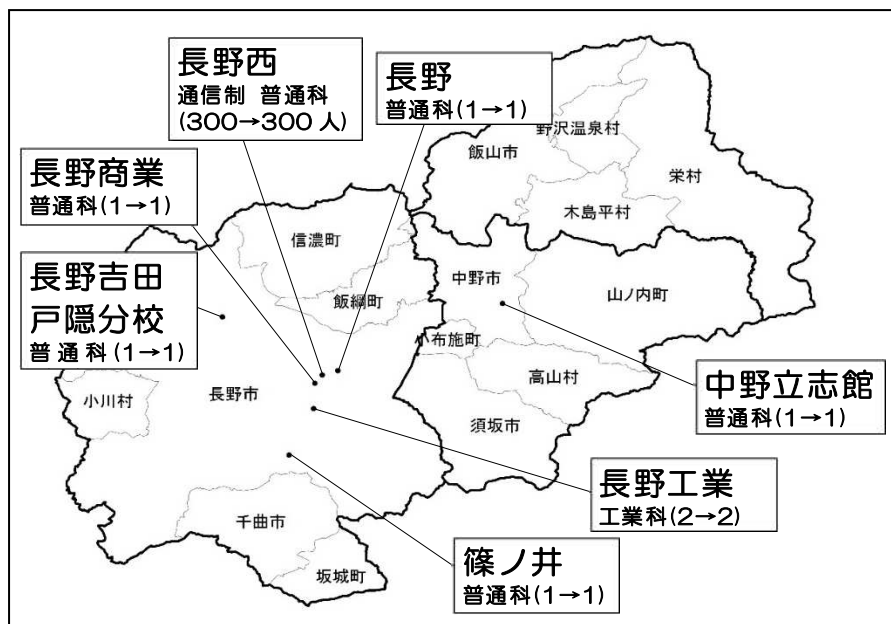 長野西
通信制 普通科
(300→300人)
長野
普通科(1→1)
長野商業
普通科(1→1)
長野吉田
戸隠分校
普通科(1→1)
野沢温泉村
飯山市
栄村
木島平村
信濃町
中野市
山ノ内町
飯綱町
小布施町
高山村
小川村
長野市
須坂市
中野立志館
普通科(1→1)
長野工業
工業科(2→2)
千曲市
坂城町
篠ノ井
普通科(1→1)